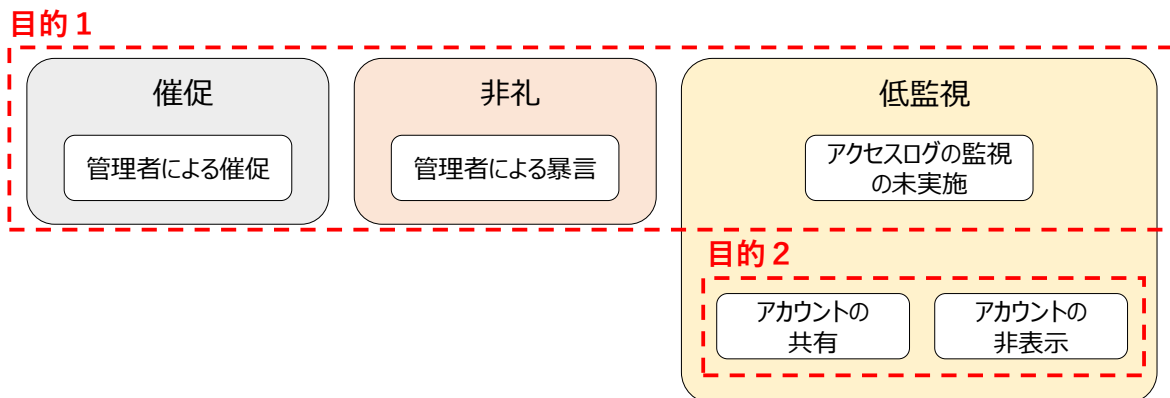 目的１
催促
非礼
低監視
管理者による催促
管理者による暴言
アクセスログの監視
の未実施
目的２
アカウントの
共有
アカウントの
非表示